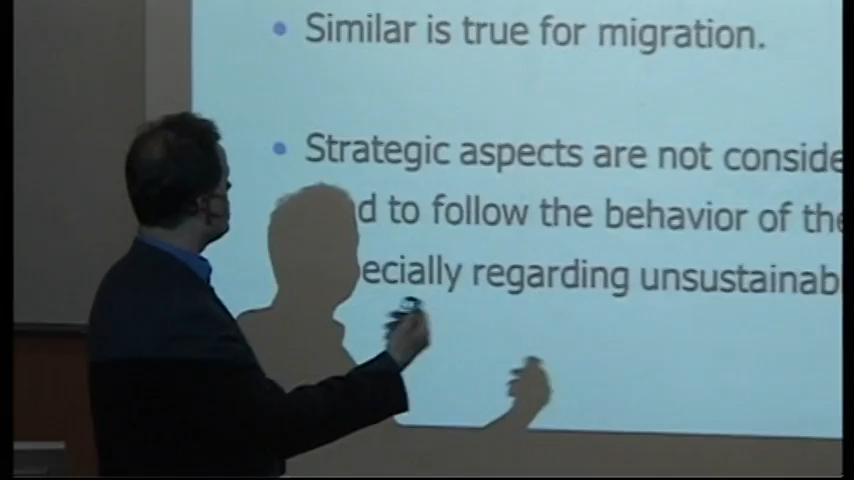 • Similar is true for migration.
• Strategic aspects are not conside
d to follow the behavior of the
ecially regarding unsustainab